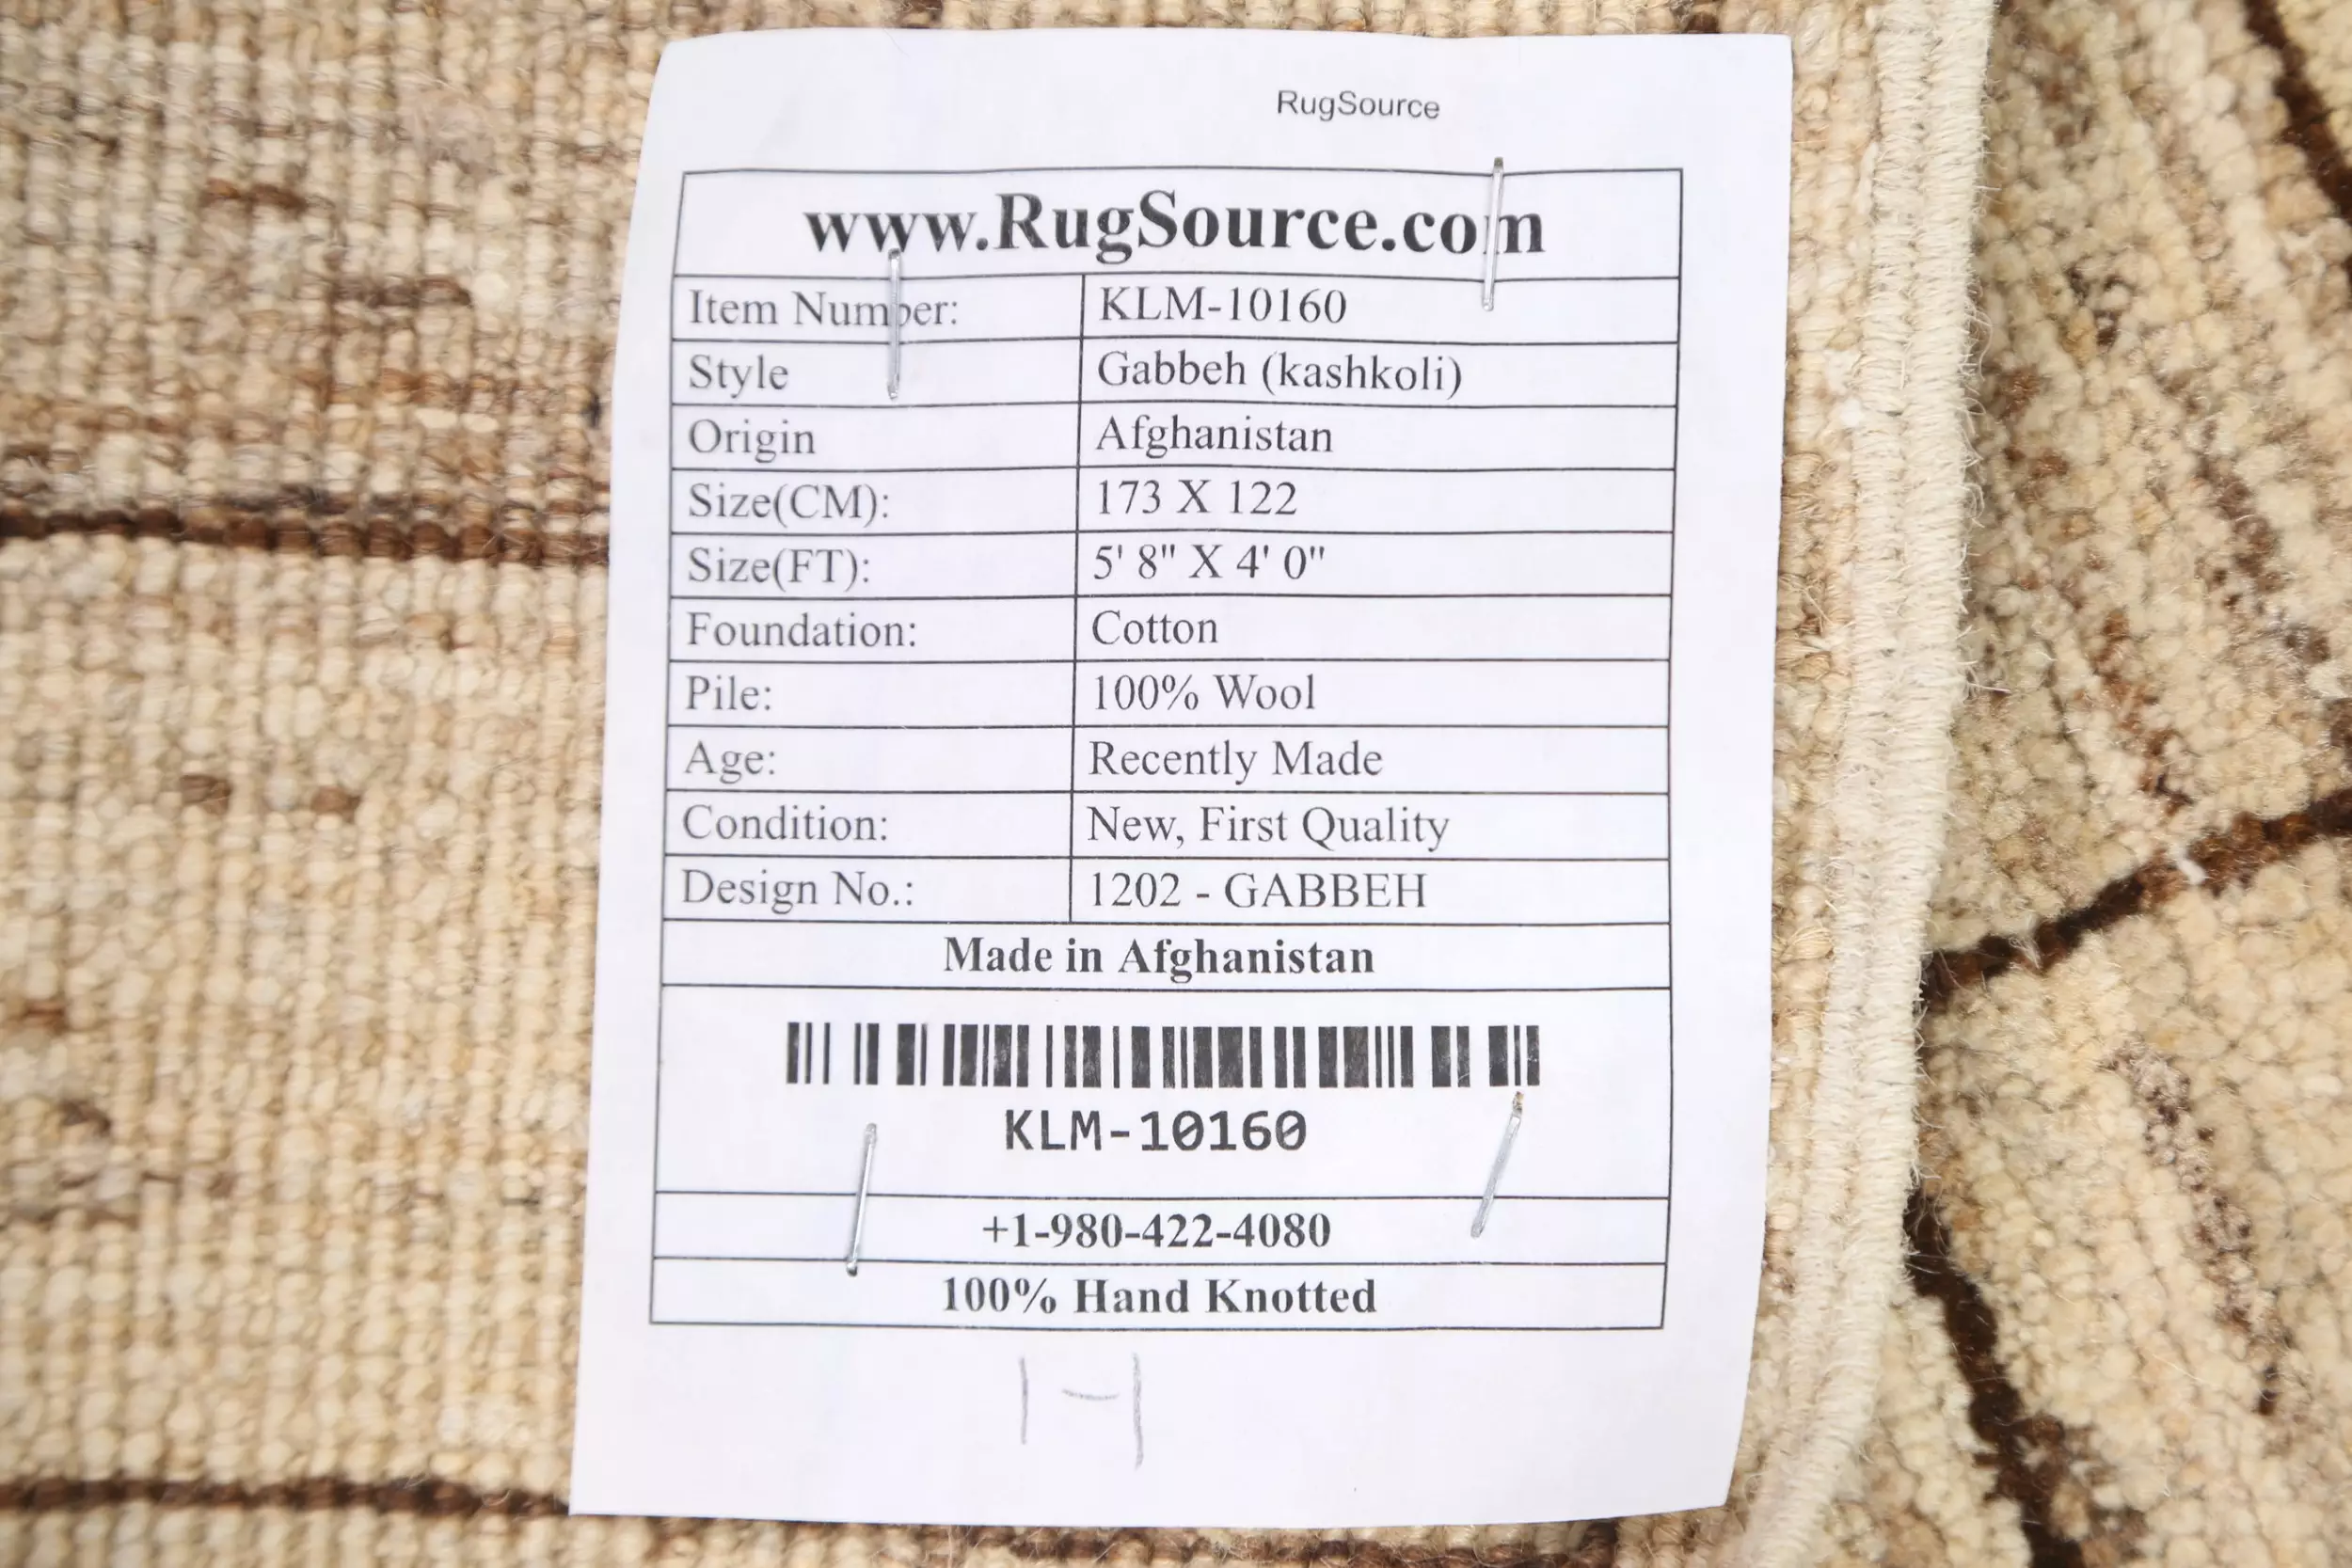 RugSource
www.RugSource.com
Item Number: KLM-10160
Style Gabbeh (kashkoli)
Origin Afghanistan
Size(CM): 173 X 122
Size(FT): 5' 8" X 4' 0"
Foundation: Cotton
Pile: 100% Wool
Age: Recently Made
Condition: New, First Quality
Design No.: 1202 - GABBEH
Made in Afghanistan
KLM-10160
+1-980-422-4080
100% Hand Knotted
1-1